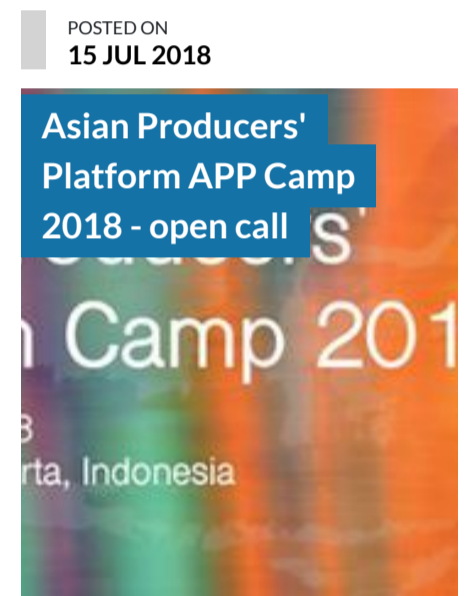 POSTED ON
15 JUL 2018
Asian Producers'
Platform APP Camp
2018 - open call
Camp 201
rta, Indonesia